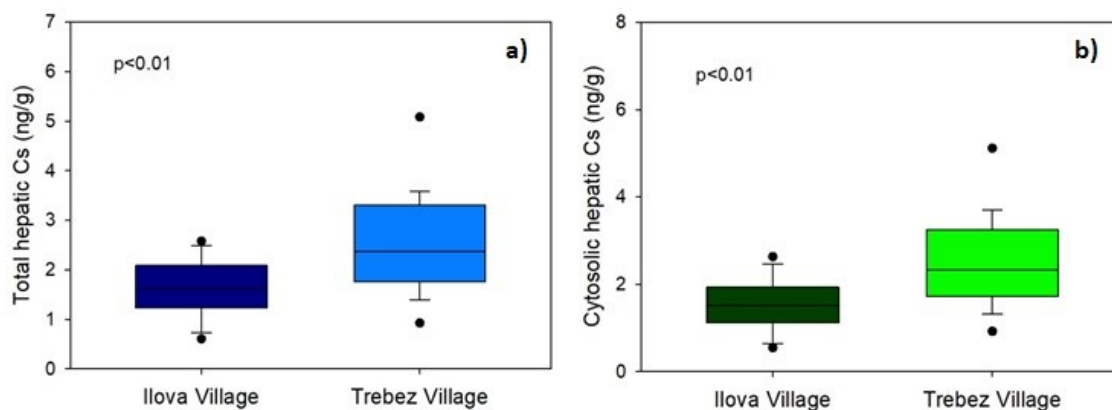 a)
p<0.01
Total hepatic Cs (ng/g)
7
6
5
4
3
2
1
0
Ilova Village
Trebez Village
b)
p<0.01
Cytosolic hepatic Cs (ng/g)
8
6
4
2
0
Ilova Village
Trebez Village